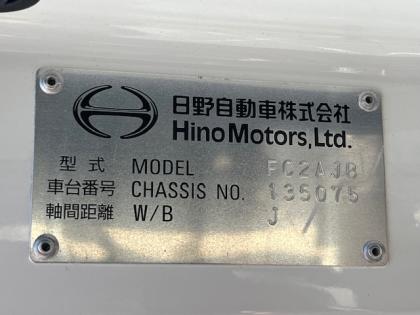 日野自動車株式会社
Hino Motors, Ltd.
型式 MODEL FC2AJB
車台番号 CHASSIS NO. 135075
軸間距離 W/B J